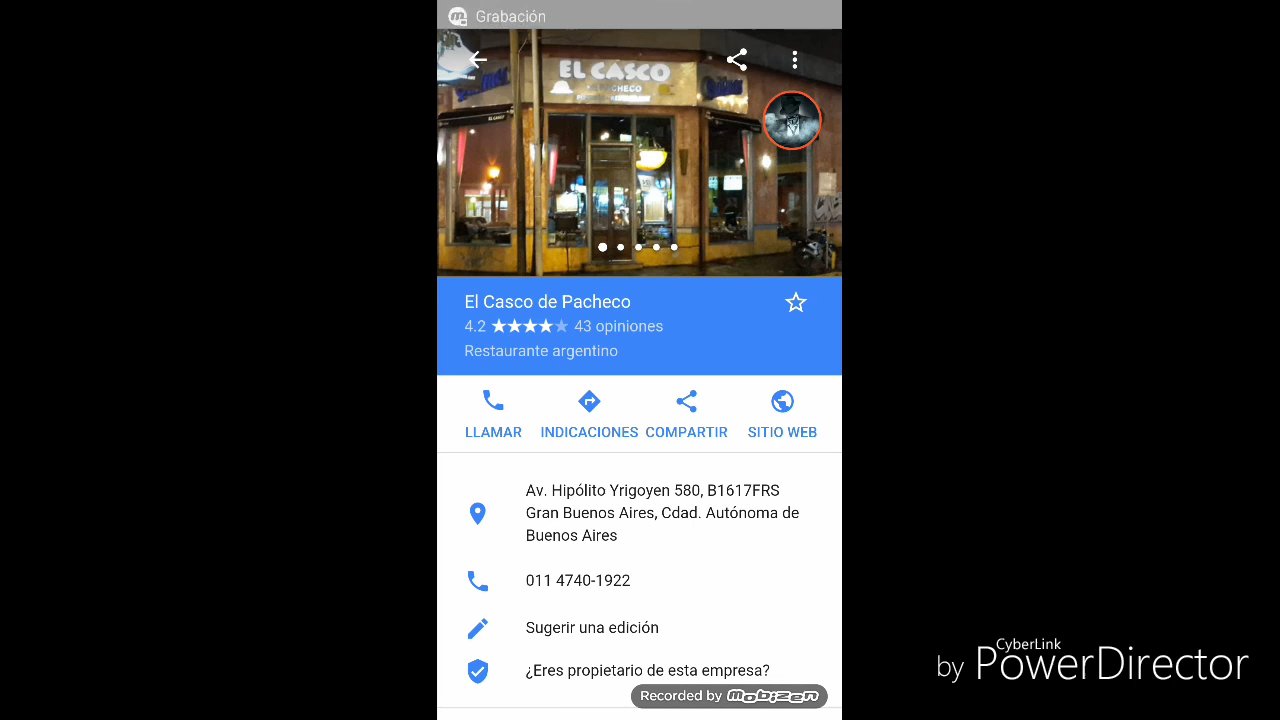 Grabación
EL CASCO
DE PACHECO
El Casco de Pacheco
4.2 43 opiniones
Restaurante argentino
LLAMAR INDICACIONES COMPARTIR SITIO WEB
Av. Hipólito Yrigoyen 580, B1617FRS
Gran Buenos Aires, Cdad. Autónoma de
Buenos Aires
011 4740-1922
Sugerir una edición
¿Eres propietario de esta empresa?
Recorded by mobizen
CyberLink
by PowerDirector